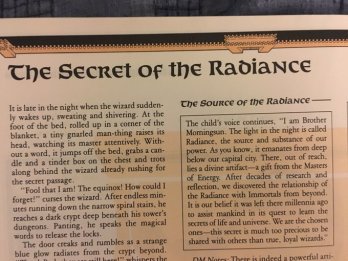 The Secret of the Radiance
It is late in the night when the wizard sudden-
ly wakes up, sweating and shivering. At the
foot of the bed, rolled up in a corner of the
blanket, a tiny gnarled man-thing raises its
head, watching its master attentively. With-
out a word, it jumps off the bed, grabs a can-
dle and a tinder box on the chest and trots
along behind the wizard already rushing for
the secret passage.
"Fool that I am! The equinox! How could I
forget!" curses the wizard. After endless min-
utes running down the narrow spiral stairs, he
reaches a dark crypt deep beneath his tower's
dungeons. Panting, he speaks the magical
words to release the locks.
The door creaks and rumbles as a strange
blue glow radiates from the crypt beyond.
The Source of the Radiance
The child's voice continues, "I am Brother
Morningsun. The light in the night is called
Radiance, the source and substance of our
power. As you know, it emanates from deep
below our capital city. There, out of reach,
lies a divine artifact—a gift from the Masters
of Energy. After decades of research and
reflection, we discovered the relationship of
the Radiance with Immortals from beyond.
It is our belief it was left there millennia ago
to assist mankind in its quest to learn the
secrets of life and universe. We are the chosen
ones—this secret is much too precious to be
shared with others than true, loyal wizards."
DM Notes: There is indeed a powerful arti-